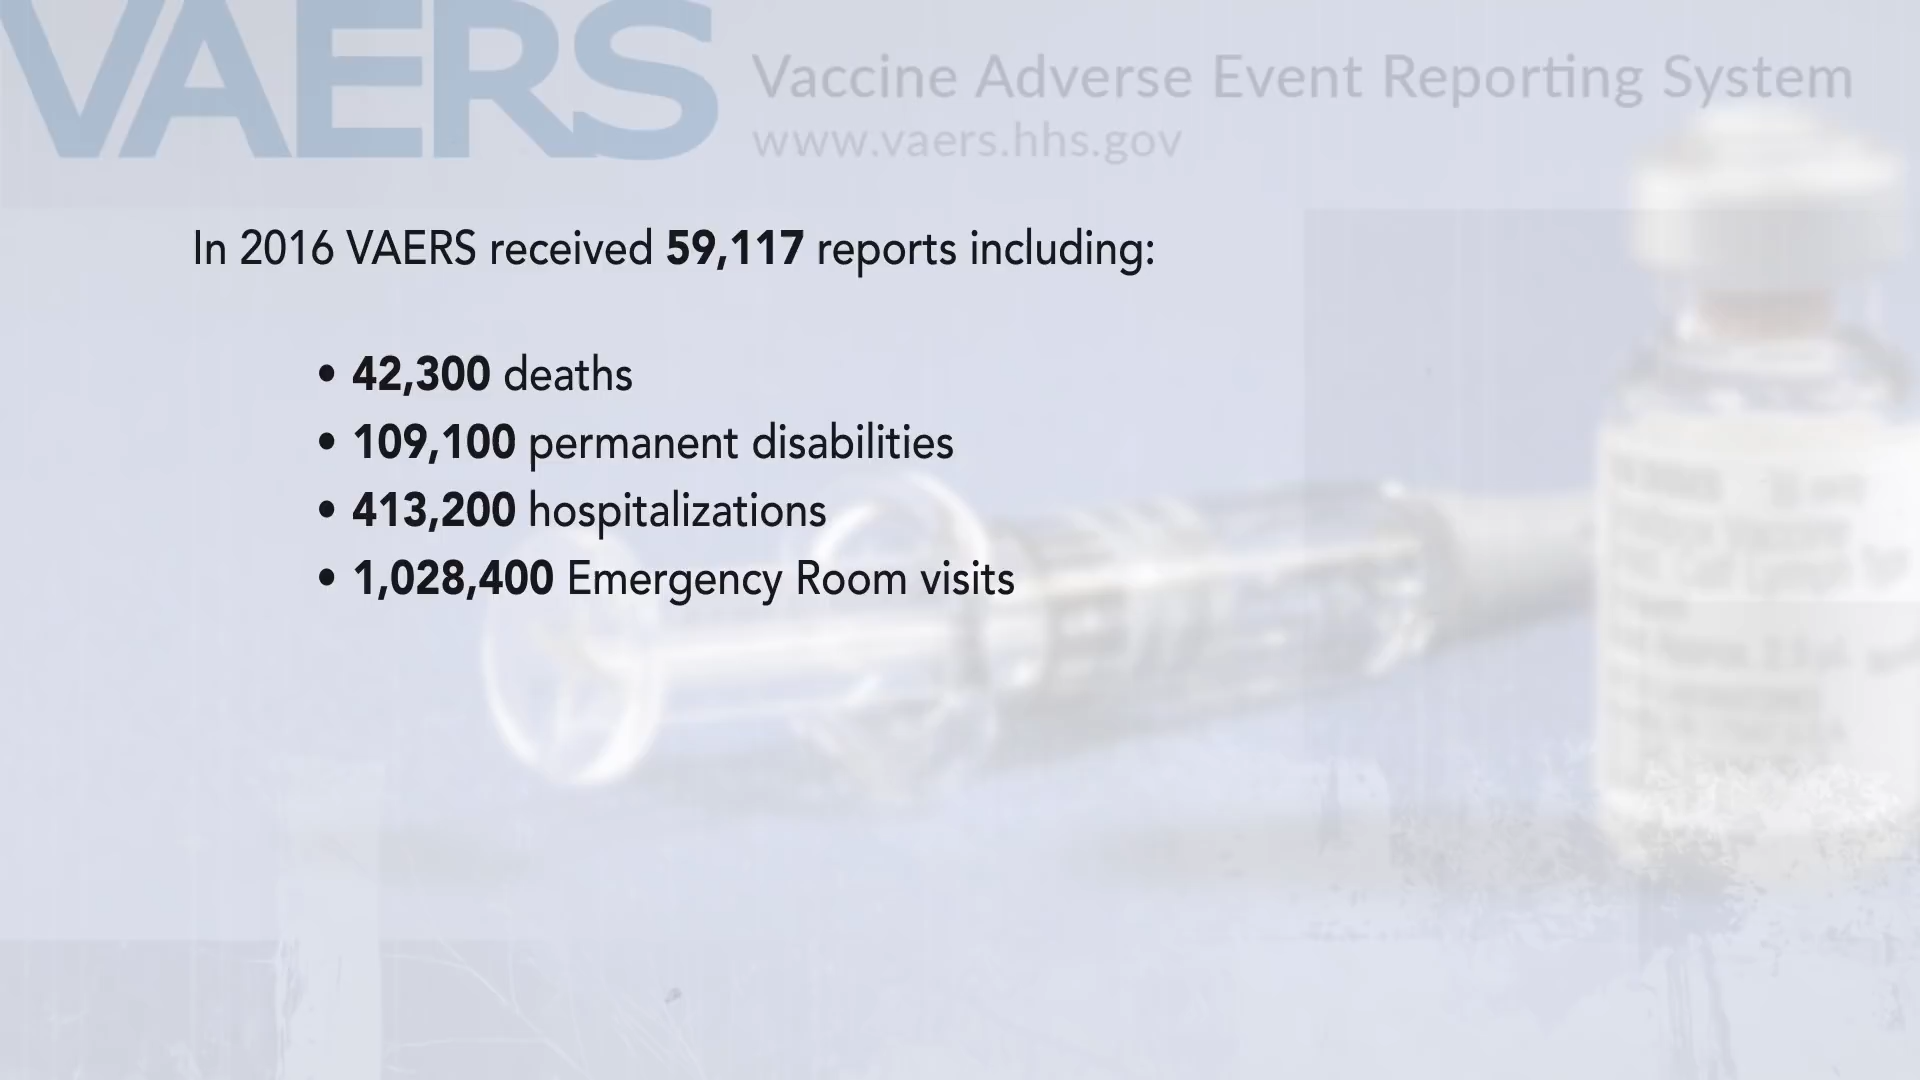 VAERS Vaccine Adverse Event Reporting System
www.vaers.hhs.gov
In 2016 VAERS received 59,117 reports including:
• 42,300 deaths
• 109,100 permanent disabilities
• 413,200 hospitalizations
• 1,028,400 Emergency Room visits